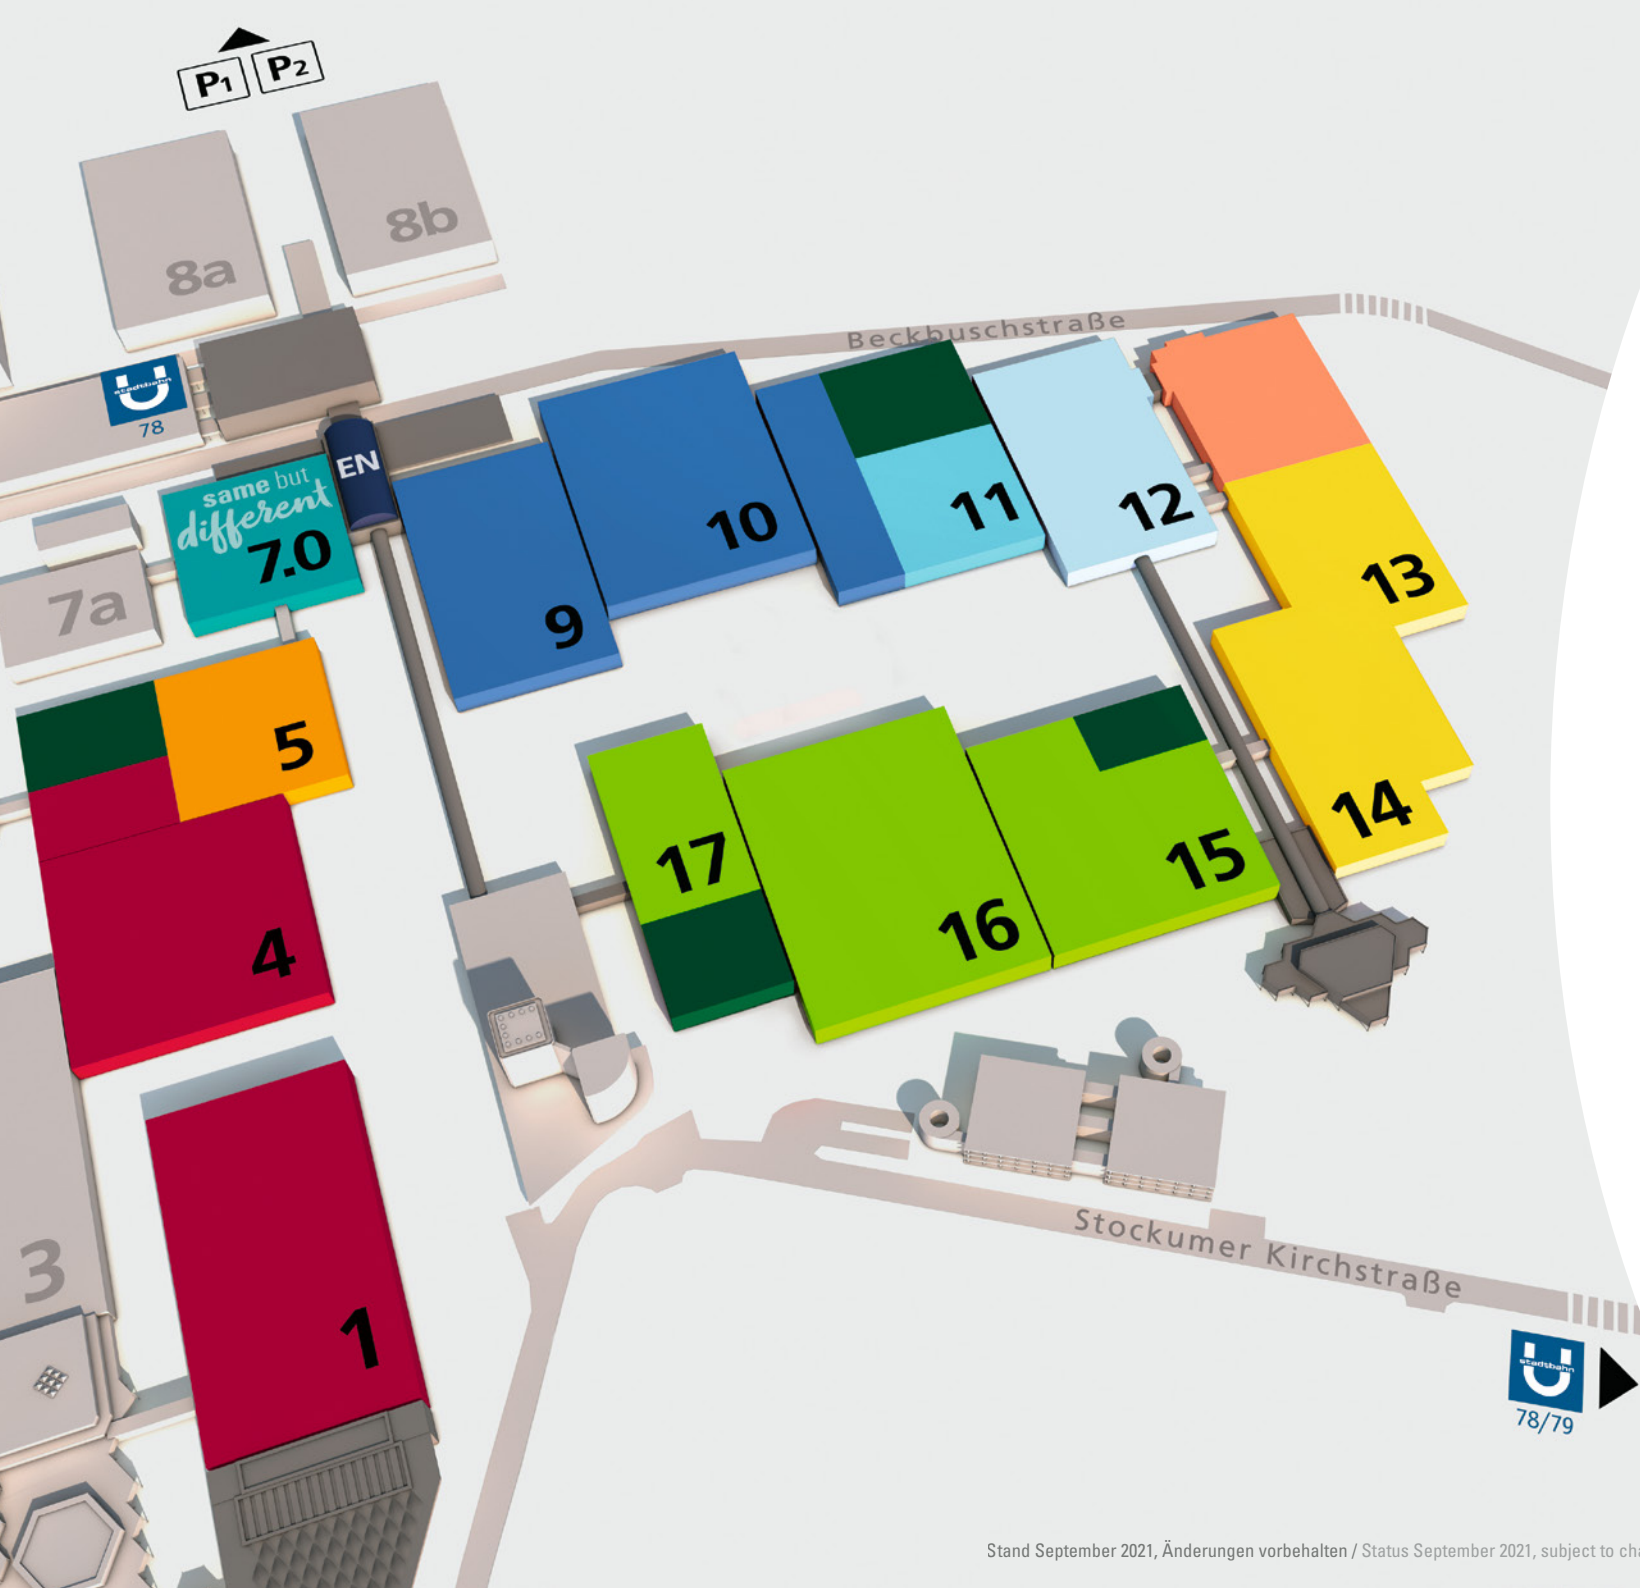 P1 P2
8b
8a
Beckbuschstraße
stadtbahn
78
EN
same but
different
7.0
7a
10
11
12
13
9
5
14
17
15
16
4
3
1
Stockumer Kirchstraße
stadtbahn
78/79
Stand September 2021, Änderungen vorbehalten / Status September 2021, subject to